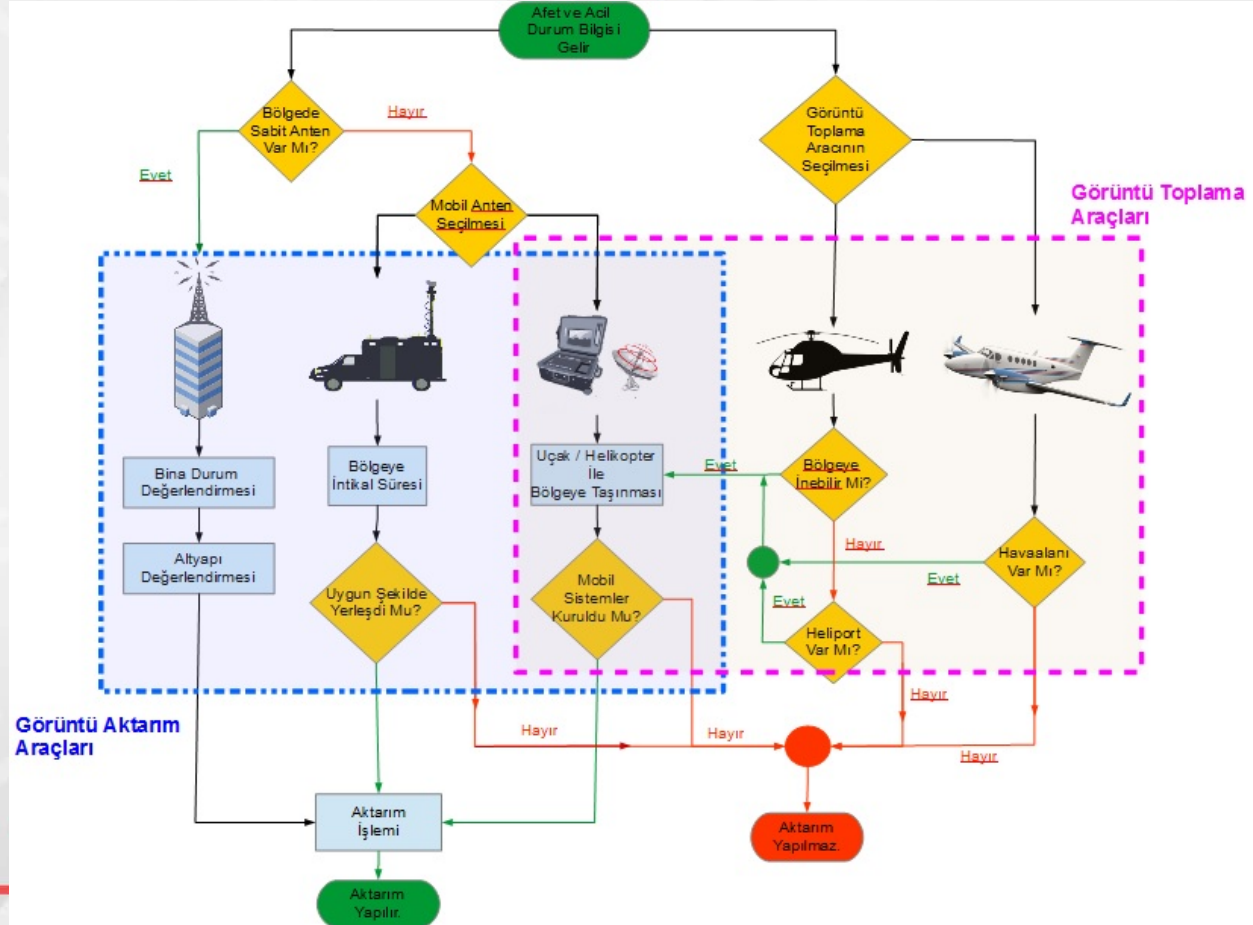 Afet ve Acil
Durum Bilgisi
Gelir
Bölgede
Sabit Anten
Var Mı?
Hayır
Evet
Mobil Anten
Seçilmesi
Görüntü
Toplama
Aracının
Seçilmesi
Görüntü Toplama
Araçları
Bina Durum
Değerlendirmesi
Altyapı
Değerlendirmesi
Bölgeye
İntikal Süresi
Uygun Şekilde
Yerleşdi Mu?
Uçak / Helikopter
İle
Bölgeye Taşınması
Mobil
Sistemler
Kuruldu Mu?
Evet
Bölgeye
İnebilir Mi?
Hayır
Evet
Heliport
Var Mı?
Havaalanı
Var Mı?
Evet
Hayır
Hayır
Hayır
Hayır
Görüntü Aktarım
Araçları
Aktarım
İşlemi
Aktarım
Yapılır.
Aktarım
Yapılmaz.